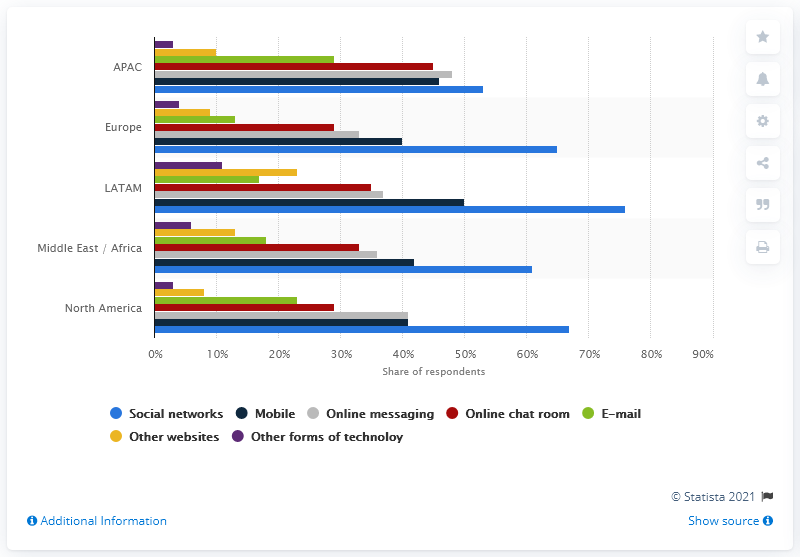 APAC
Europe
LATAM
Middle East / Africa
North America
0% 10% 20% 30% 40% 50% 60% 70% 80% 90%
Share of respondents
Social networks Mobile Online messaging Online chat room E-mail
Other websites Other forms of technoloy
© Statista 2021
Additional Information Show source